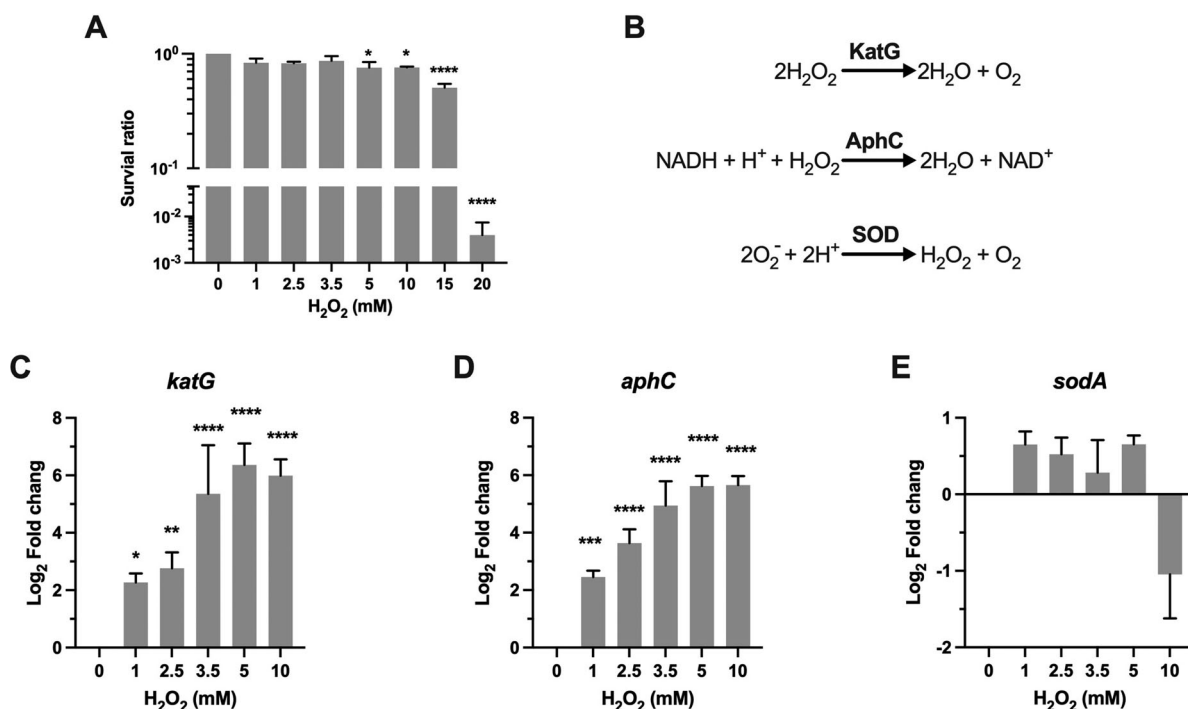 A
Survial ratio
10⁰
10⁻¹
10⁻²
10⁻³
* * **** ****
0 1 2.5 3.5 5 10 15 20
H₂O₂ (mM)
B
KatG
2H₂O₂ → 2H₂O + O₂
AphC
NADH + H⁺ + H₂O₂ → 2H₂O + NAD⁺
SOD
2O₂⁻ + 2H⁺ → H₂O₂ + O₂
C
katG
Log₂ Fold chang
8
6
4
2
0
* ** **** **** ****
0 1 2.5 3.5 5 10
H₂O₂ (mM)
D
aphC
Log₂ Fold chang
8
6
4
2
0
*** **** **** **** ****
0 1 2.5 3.5 5 10
H₂O₂ (mM)
E
sodA
Log₂ Fold chang
1
0
-1
-2
0 1 2.5 3.5 5 10
H₂O₂ (mM)